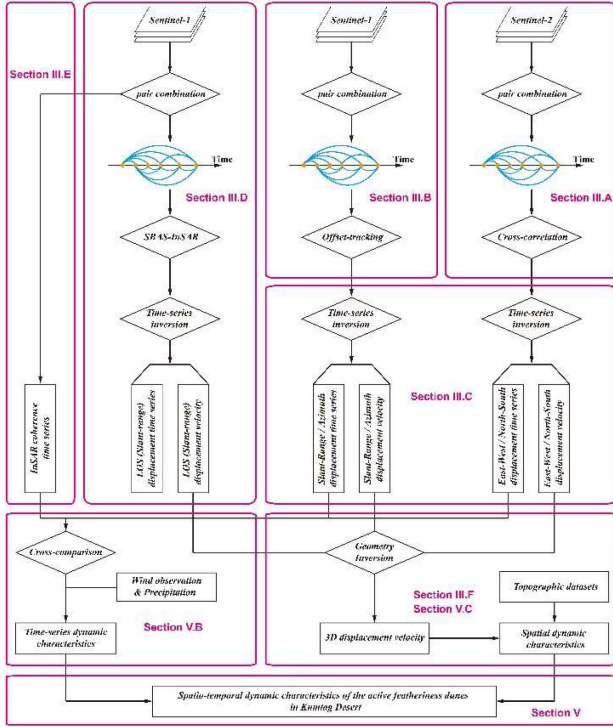 Sentinel-1
Sentinel-1
Sentinel-2
Section III.E
pair combination
pair combination
pair combination
Time
Time
Time
Section III.D
Section III.B
Section III.A
SBAS-InSAR
Offset-tracking
Cross-correlation
Time-series
inversion
Time-series
inversion
Time-series
inversion
Section III.C
InSAR coherence
time series
LOS (Slant-range)
displacement time series
LOS (Slant-range)
displacement velocity
Slant-Range / Azimuth
displacement time series
Slant-Range / Azimuth
displacement velocity
East-West / North-South
displacement time series
East-West / North-South
displacement velocity
Cross-comparison
Geometry
Inversion
Wind observation
& Precipitation
Section III.F
Section V.C
Topographic datasets
Time-series dynamic
characteristics
Section V.B
3D displacement velocity
Spatial dynamic
characteristics
Spatio-temporal dynamic characteristics of the active featheriness dunes
in Kumtag Desert
Section V